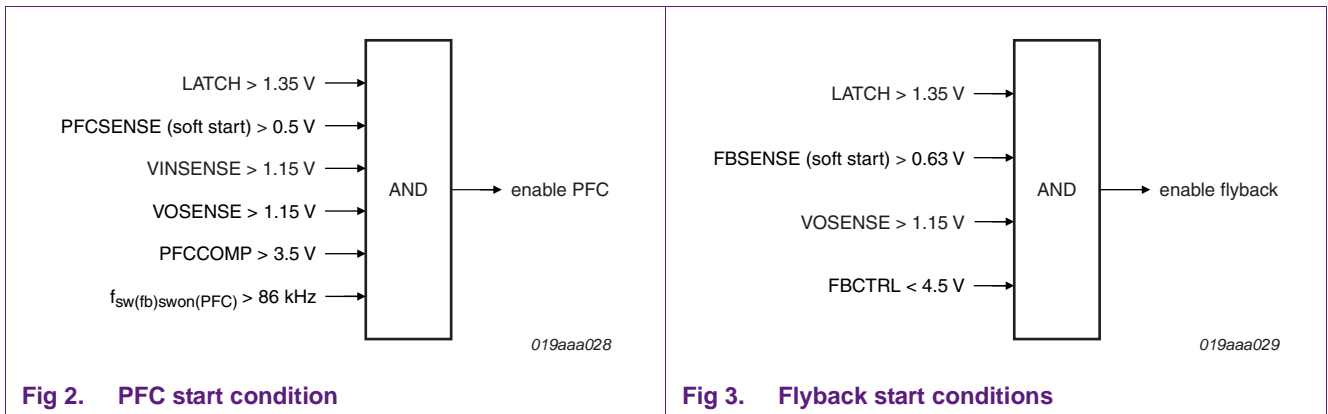 LATCH > 1.35 V
PFCSENSE (soft start) > 0.5 V
VINSENSE > 1.15 V
VOSENSE > 1.15 V
PFCCOMP > 3.5 V
fsw(fb)swon(PFC) > 86 kHz
AND
enable PFC
019aaa028
Fig 2. PFC start condition
LATCH > 1.35 V
FBSENSE (soft start) > 0.63 V
VOSENSE > 1.15 V
FBCTRL < 4.5 V
AND
enable flyback
019aaa029
Fig 3. Flyback start conditions